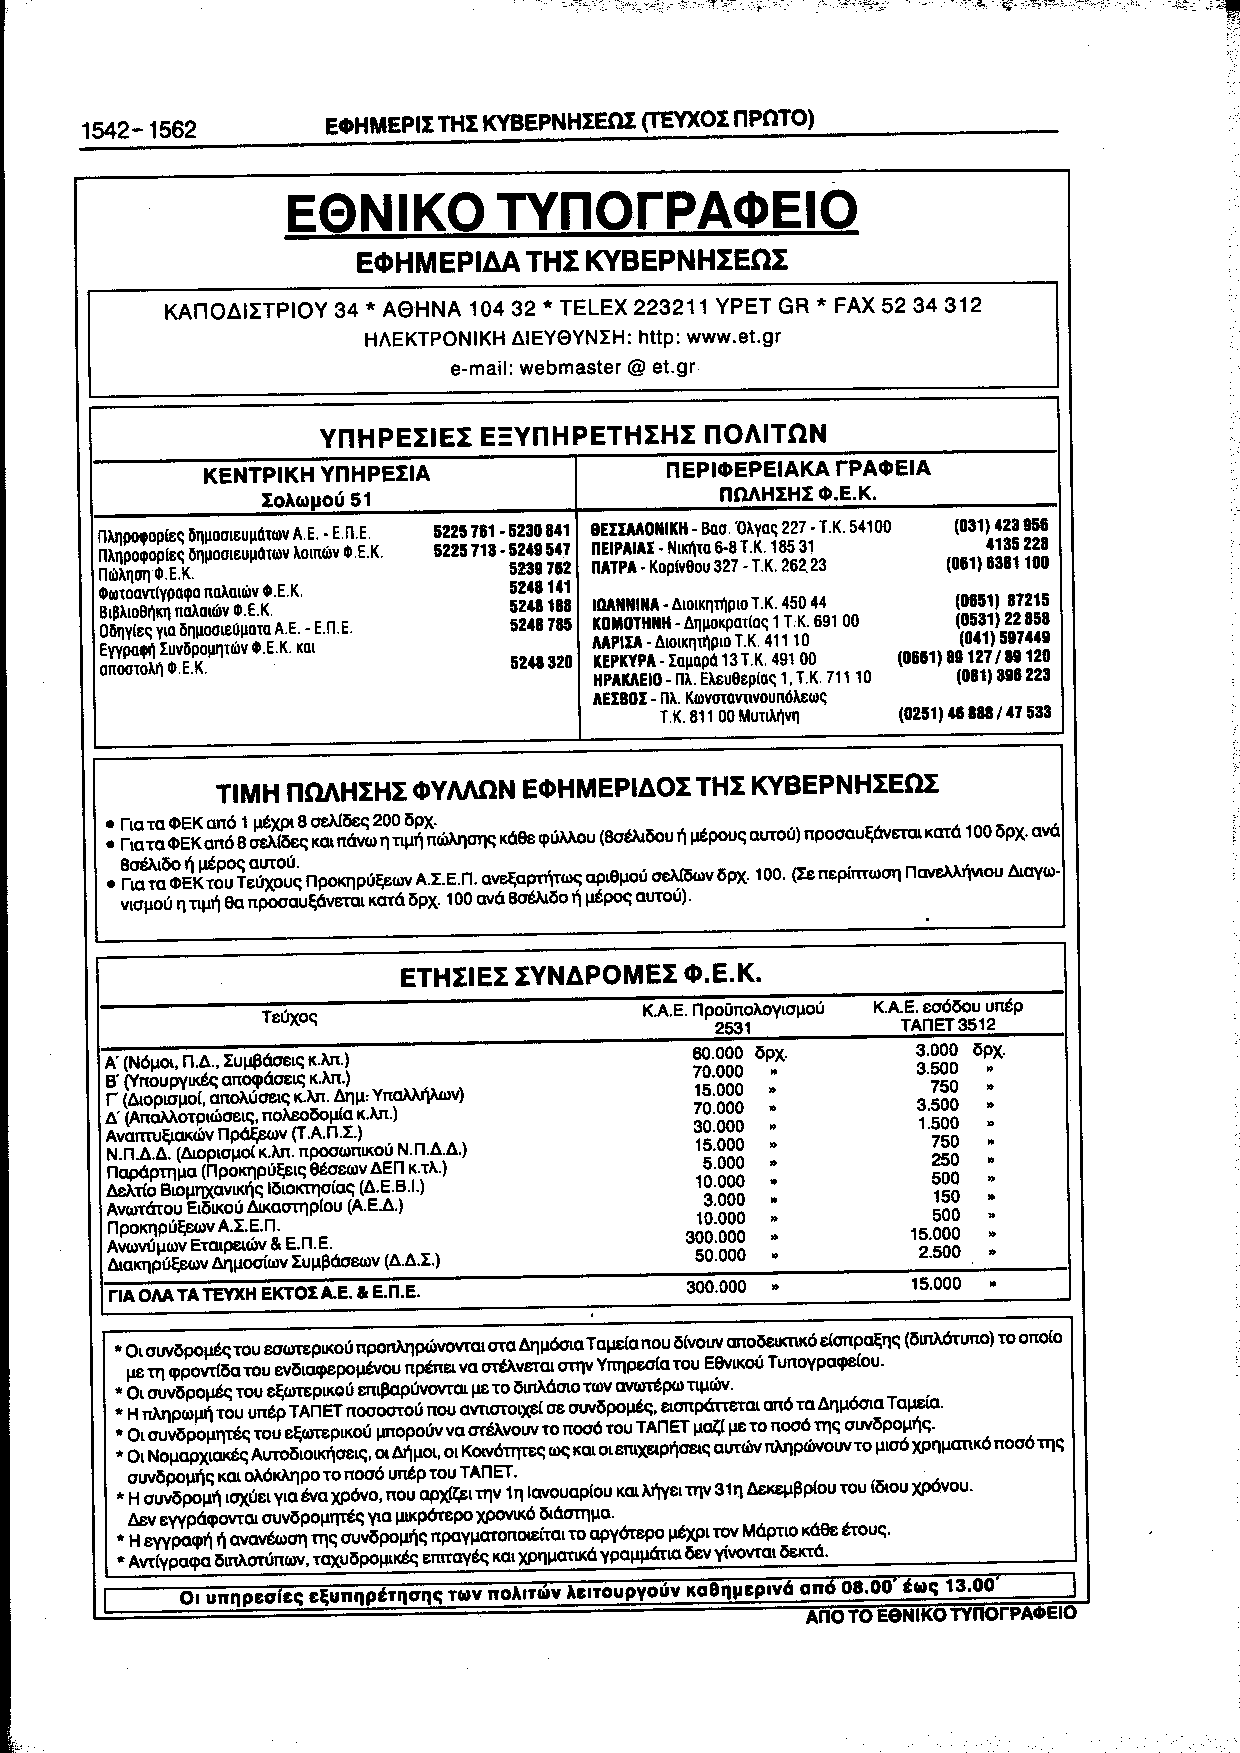 1542-1562 ΕΦΗΜΕΡΙΣ ΤΗΣ ΚΥΒΕΡΝΗΣΕΩΣ (ΤΕΥΧΟΣ ΠΡΩΤΟ)
ΕΘΝΙΚΟ ΤΥΠΟΓΡΑΦΕΙΟ
ΕΦΗΜΕΡΙΔΑ ΤΗΣ ΚΥΒΕΡΝΗΣΕΩΣ
ΚΑΠΟΔΙΣΤΡΙΟΥ 34 * ΑΘΗΝΑ 104 32 * TELEX 223211 YPET GR * FAX 52 34 312
ΗΛΕΚΤΡΟΝΙΚΗ ΔΙΕΥΘΥΝΣΗ: http: www.et.gr
e-mail: webmaster @ et.gr
ΥΠΗΡΕΣΙΕΣ ΕΞΥΠΗΡΕΤΗΣΗΣ ΠΟΛΙΤΩΝ
ΚΕΝΤΡΙΚΗ ΥΠΗΡΕΣΙΑ
Σολωμού 51
Πληροφορίες δημοσιευμάτων Α.Ε. - Ε.Π.Ε. 5225 761 - 5230 841
Πληροφορίες δημοσιευμάτων λοιπών Φ.Ε.Κ. 5225 713 - 5249 547
Πώληση Φ.Ε.Κ. 5239 762
Φωτοαντίγραφα παλαιών Φ.Ε.Κ. 5248 141
Βιβλιοθήκη παλαιών Φ.Ε.Κ. 5248 188
Οδηγίες για δημοσιεύματα Α.Ε. - Ε.Π.Ε. 5248 785
Εγγραφή Συνδρομητών Φ.Ε.Κ. και
αποστολή Φ.Ε.Κ. 5248 320
ΠΕΡΙΦΕΡΕΙΑΚΑ ΓΡΑΦΕΙΑ
ΠΩΛΗΣΗΣ Φ.Ε.Κ.
ΘΕΣΣΑΛΟΝΙΚΗ - Βασ. Όλγας 227 - Τ.Κ. 54100 (031) 423 956
ΠΕΙΡΑΙΑΣ - Νικήτα 6-8 Τ.Κ. 185 31 4135 228
ΠΑΤΡΑ - Κορίνθου 327 - Τ.Κ. 262 23 (061) 6381 100
ΙΩΑΝΝΙΝΑ - Διοικητήριο Τ.Κ. 450 44 (0651) 87215
ΚΟΜΟΤΗΝΗ - Δημοκρατίας 1 Τ.Κ. 691 00 (0531) 22 858
ΛΑΡΙΣΑ - Διοικητήριο Τ.Κ. 411 10 (041) 597449
ΚΕΡΚΥΡΑ - Σαμαρά 13 Τ.Κ. 491 00 (0661) 89 127 / 89 120
ΗΡΑΚΛΕΙΟ - Πλ. Ελευθερίας 1, Τ.Κ. 711 10 (081) 396 223
ΛΕΣΒΟΣ - Πλ. Κωνσταντινουπόλεως
Τ.Κ. 811 00 Μυτιλήνη (0251) 46 888 / 47 533
ΤΙΜΗ ΠΩΛΗΣΗΣ ΦΥΛΛΩΝ ΕΦΗΜΕΡΙΔΟΣ ΤΗΣ ΚΥΒΕΡΝΗΣΕΩΣ
• Για τα ΦΕΚ από 1 μέχρι 8 σελίδες 200 δρχ.
• Για τα ΦΕΚ από 8 σελίδες και πάνω η τιμή πώλησης κάθε φύλλου (8σέλιδου ή μέρους αυτού) προσαυξάνεται κατά 100 δρχ. ανά
8σέλιδο ή μέρος αυτού.
• Για τα ΦΕΚ του Τεύχους Προκηρύξεων Α.Σ.Ε.Π. ανεξαρτήτως αριθμού σελίδων δρχ. 100. (Σε περίπτωση Πανελλήνιου Διαγω-
νισμού η τιμή θα προσαυξάνεται κατά δρχ. 100 ανά 8σέλιδο ή μέρος αυτού).
ΕΤΗΣΙΕΣ ΣΥΝΔΡΟΜΕΣ Φ.Ε.Κ.
Τεύχος Κ.Α.Ε. Προϋπολογισμού Κ.Α.Ε. εσόδου υπέρ
2531 ΤΑΠΕΤ 3512
Α΄ (Νόμοι, Π.Δ., Συμβάσεις κ.λπ.) 60.000 δρχ. 3.000 δρχ.
Β΄ (Υπουργικές αποφάσεις κ.λπ.) 70.000 » 3.500 »
Γ΄ (Διορισμοί, απολύσεις κ.λπ. Δημ. Υπαλλήλων) 15.000 » 750 »
Δ΄ (Απαλλοτριώσεις, πολεοδομία κ.λπ.) 70.000 » 3.500 »
Αναπτυξιακών Πράξεων (Τ.Α.Π.Σ.) 30.000 » 1.500 »
Ν.Π.Δ.Δ. (Διορισμοί κ.λπ. προσωπικού Ν.Π.Δ.Δ.) 15.000 » 750 »
Παράρτημα (Προκηρύξεις θέσεων ΔΕΠ κ.τλ.) 5.000 » 250 »
Δελτίο Βιομηχανικής Ιδιοκτησίας (Δ.Ε.Β.Ι.) 10.000 » 500 »
Ανωτάτου Ειδικού Δικαστηρίου (Α.Ε.Δ.) 3.000 » 150 »
Προκηρύξεων Α.Σ.Ε.Π. 10.000 » 500 »
Ανωνύμων Εταιρειών & Ε.Π.Ε. 300.000 » 15.000 »
Διακηρύξεων Δημοσίων Συμβάσεων (Δ.Δ.Σ.) 50.000 » 2.500 »
ΓΙΑ ΟΛΑ ΤΑ ΤΕΥΧΗ ΕΚΤΟΣ Α.Ε. & Ε.Π.Ε. 300.000 » 15.000 »
* Οι συνδρομές του εσωτερικού προπληρώνονται στα Δημόσια Ταμεία που δίνουν αποδεικτικό είσπραξης (διπλότυπο) το οποίο
με τη φροντίδα του ενδιαφερομένου πρέπει να στέλνεται στην Υπηρεσία του Εθνικού Τυπογραφείου.
* Οι συνδρομές του εξωτερικού επιβαρύνονται με το διπλάσιο των ανωτέρω τιμών.
* Η πληρωμή του υπέρ ΤΑΠΕΤ ποσοστού που αντιστοιχεί σε συνδρομές, εισπράττεται από τα Δημόσια Ταμεία.
* Οι συνδρομητές του εξωτερικού μπορούν να στέλνουν το ποσό του ΤΑΠΕΤ μαζί με το ποσό της συνδρομής.
* Οι Νομαρχιακές Αυτοδιοικήσεις, οι Δήμοι, οι Κοινότητες ως και οι επιχειρήσεις αυτών πληρώνουν το μισό χρηματικό ποσό της
συνδρομής και ολόκληρο το ποσό υπέρ του ΤΑΠΕΤ.
* Η συνδρομή ισχύει για ένα χρόνο, που αρχίζει την 1η Ιανουαρίου και λήγει την 31η Δεκεμβρίου του ίδιου χρόνου.
Δεν εγγράφονται συνδρομητές για μικρότερο χρονικό διάστημα.
* Η εγγραφή ή ανανέωση της συνδρομής πραγματοποιείται το αργότερο μέχρι τον Μάρτιο κάθε έτους.
* Αντίγραφα διπλοτύπων, ταχυδρομικές επιταγές και χρηματικά γραμμάτια δεν γίνονται δεκτά.
Οι υπηρεσίες εξυπηρέτησης των πολιτών λειτουργούν καθημερινά από 08.00΄ έως 13.00΄
ΑΠΟ ΤΟ ΕΘΝΙΚΟ ΤΥΠΟΓΡΑΦΕΙΟ